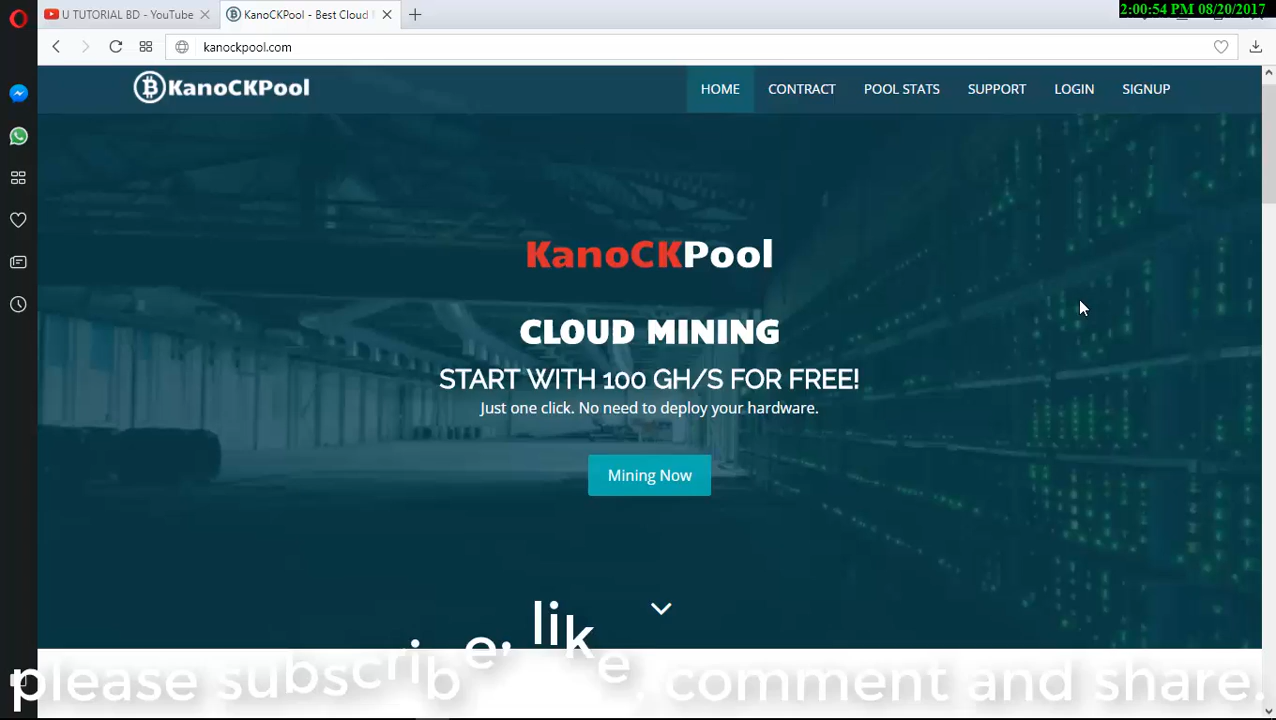 2:00:54 PM 08/20/2017
U TUTORIAL BD - YouTube
KanoCKPool - Best Cloud
kanockpool.com
KanoCKPool
HOME CONTRACT POOL STATS SUPPORT LOGIN SIGNUP
KanoCKPool
CLOUD MINING
START WITH 100 GH/S FOR FREE!
Just one click. No need to deploy your hardware.
Mining Now
please subscribe, like, comment and share.